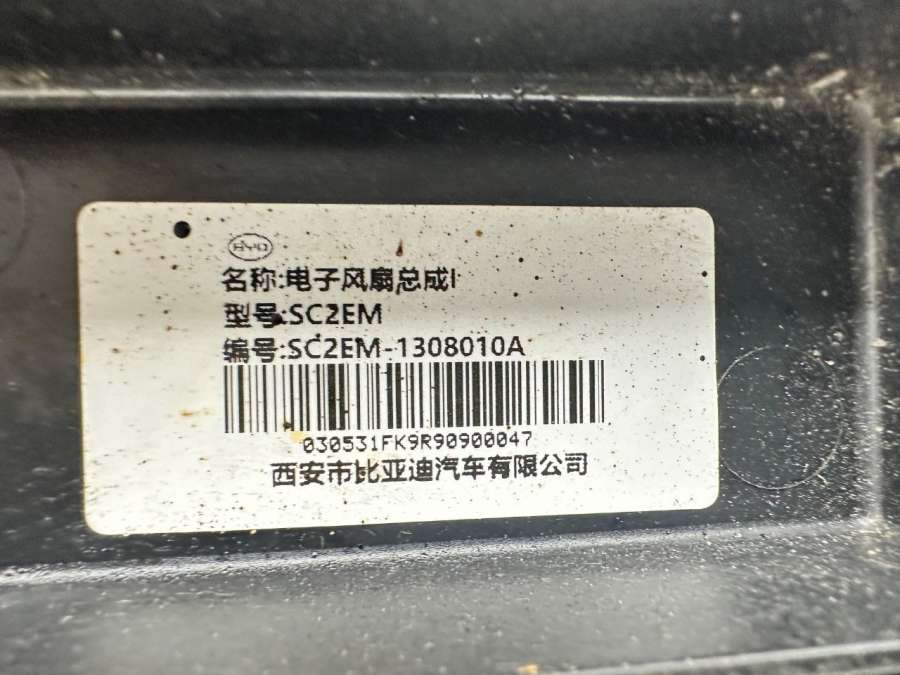 BYD
名称:电子风扇总成I
型号:SC2EM
编号:SC2EM-1308010A
030531FK9R90900047
西安市比亚迪汽车有限公司